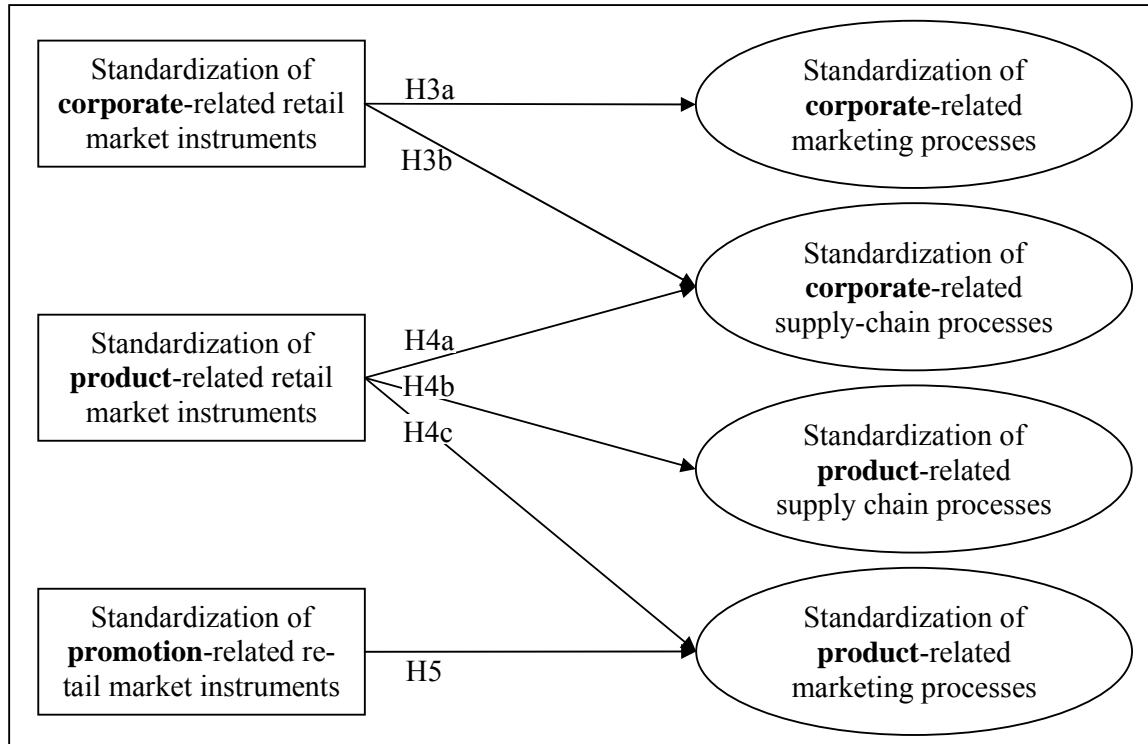 Standardization of
corporate-related retail
market instruments
H3a
H3b
Standardization of
corporate-related
marketing processes
Standardization of
corporate-related
supply-chain processes
Standardization of
product-related retail
market instruments
H4a
H4b
H4c
Standardization of
product-related
supply chain processes
Standardization of
promotion-related re-
tail market instruments
H5
Standardization of
product-related
marketing processes